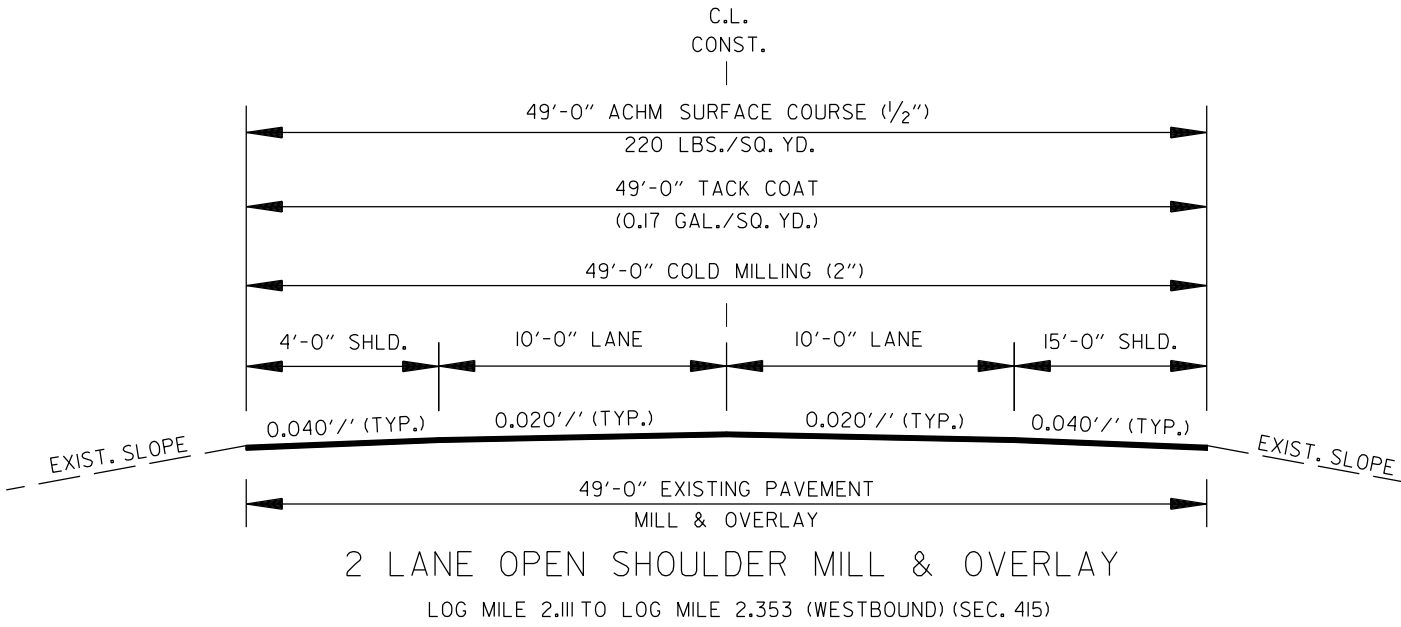 C.L.
CONST.
49'-0" ACHM SURFACE COURSE (1/2")
220 LBS./SQ. YD.
49'-0" TACK COAT
(0.17 GAL./SQ. YD.)
49'-0" COLD MILLING (2")
4'-0" SHLD.
10'-0" LANE
10'-0" LANE
15'-0" SHLD.
0.040'/' (TYP.)
0.020'/' (TYP.)
0.020'/' (TYP.)
0.040'/' (TYP.)
EXIST. SLOPE
EXIST. SLOPE
49'-0" EXISTING PAVEMENT
MILL & OVERLAY
2 LANE OPEN SHOULDER MILL & OVERLAY
LOG MILE 2.111 TO LOG MILE 2.353 (WESTBOUND) (SEC. 415)